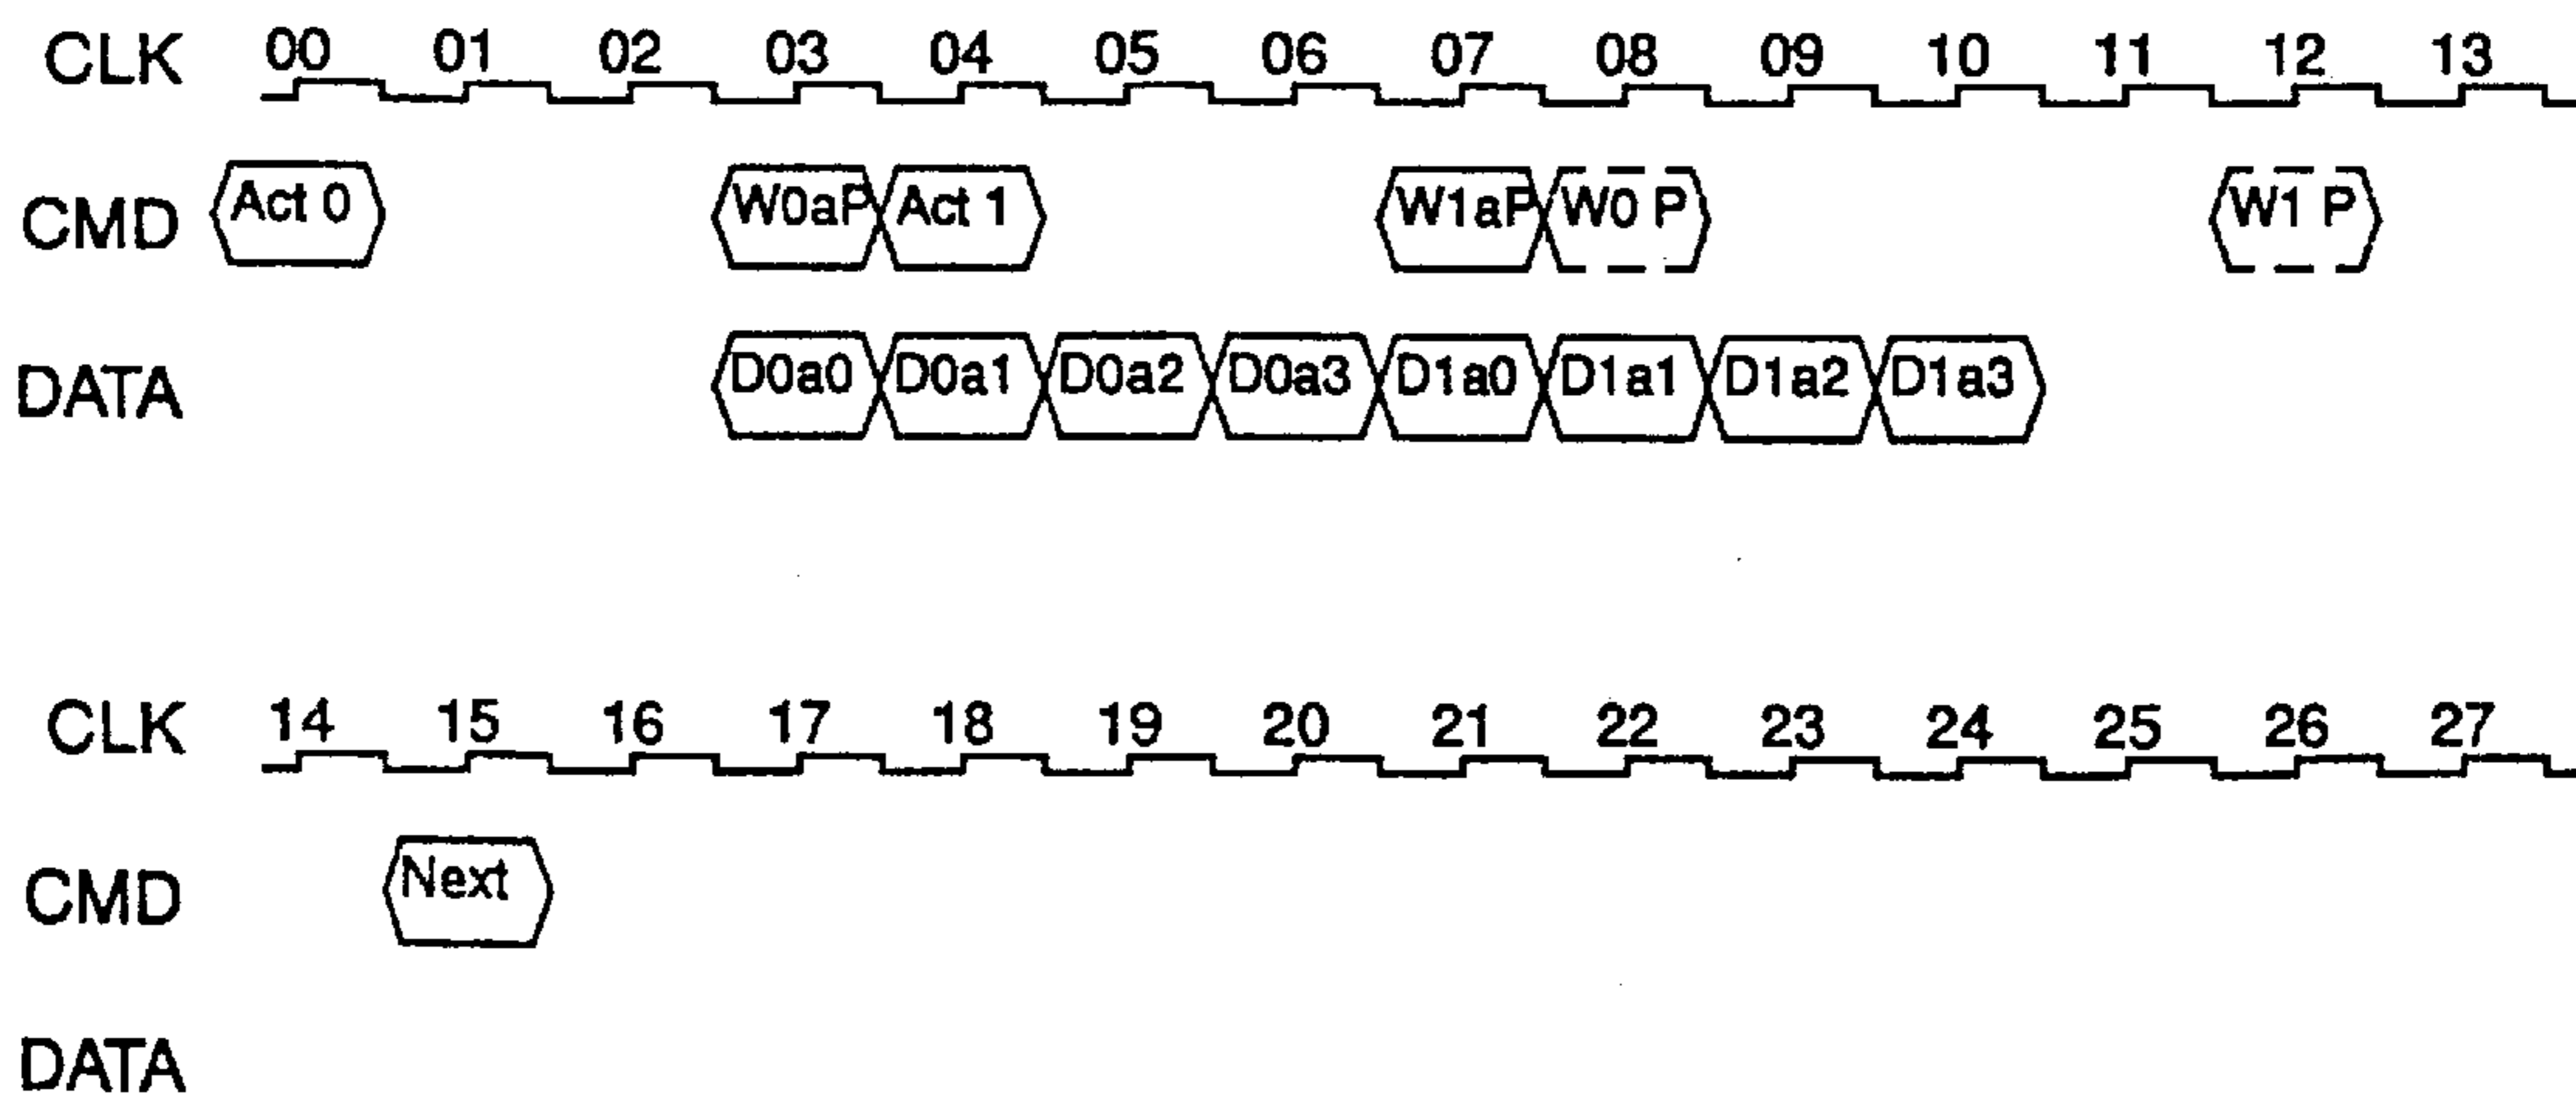 CLK 00 01 02 03 04 05 06 07 08 09 10 11 12 13
CMD Act 0 W0aP Act 1 W1aP W0 P W1 P
DATA D0a0 D0a1 D0a2 D0a3 D1a0 D1a1 D1a2 D1a3
CLK 14 15 16 17 18 19 20 21 22 23 24 25 26 27
CMD Next
DATA